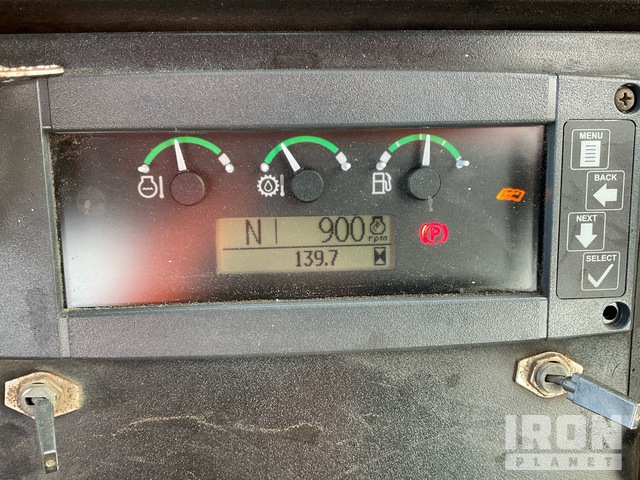 MENU
BACK
NEXT
SELECT
N 900 rpm
139.7
P
IRON
PLANET